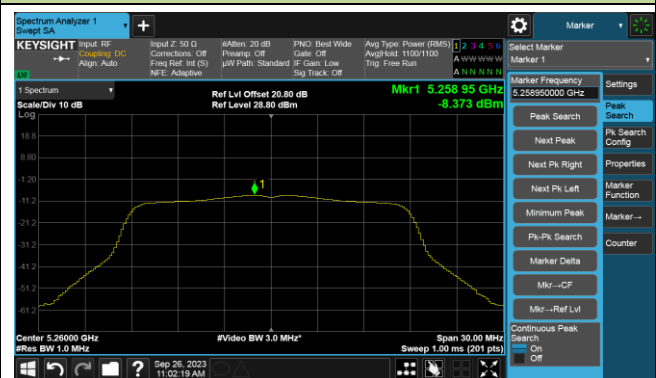 Spectrum Analyzer 1
Swept SA
Marker
KEYSIGHT
Input: RF
Coupling: DC
Align: Auto
Input Z: 50 Ω
Corrections: Off
Freq Ref: Int (S)
NFE: Adaptive
#Atten: 20 dB
Preamp: Off
µW Path: Standard
PNO: Best Wide
Gate: Off
IF Gain: Low
Sig Track: Off
Avg Type: Power (RMS)
Avg|Hold: 1100/1100
Trig: Free Run
1 2 3 4 5 6
A W W W W W
A N N N N N
LXI
Select Marker
Marker 1
1 Spectrum
Scale/Div 10 dB
Log
Ref Lvl Offset 20.80 dB
Ref Level 28.80 dBm
Mkr1 5.258 95 GHz
-8.373 dBm
18.8
8.80
-1.20
-11.2
-21.2
-31.2
-41.2
-51.2
-61.2
1
Center 5.26000 GHz
#Res BW 1.0 MHz
#Video BW 3.0 MHz*
Span 30.00 MHz
Sweep 1.00 ms (201 pts)
Marker Frequency
5.258950000 GHz
Peak Search
Next Peak
Next Pk Right
Next Pk Left
Minimum Peak
Pk-Pk Search
Marker Delta
Mkr→CF
Mkr→Ref Lvl
Continuous Peak
Search
On
Off
Settings
Peak
Search
Pk Search
Config
Properties
Marker
Function
Marker→
Counter
?
Sep 26, 2023
11:02:19 AM